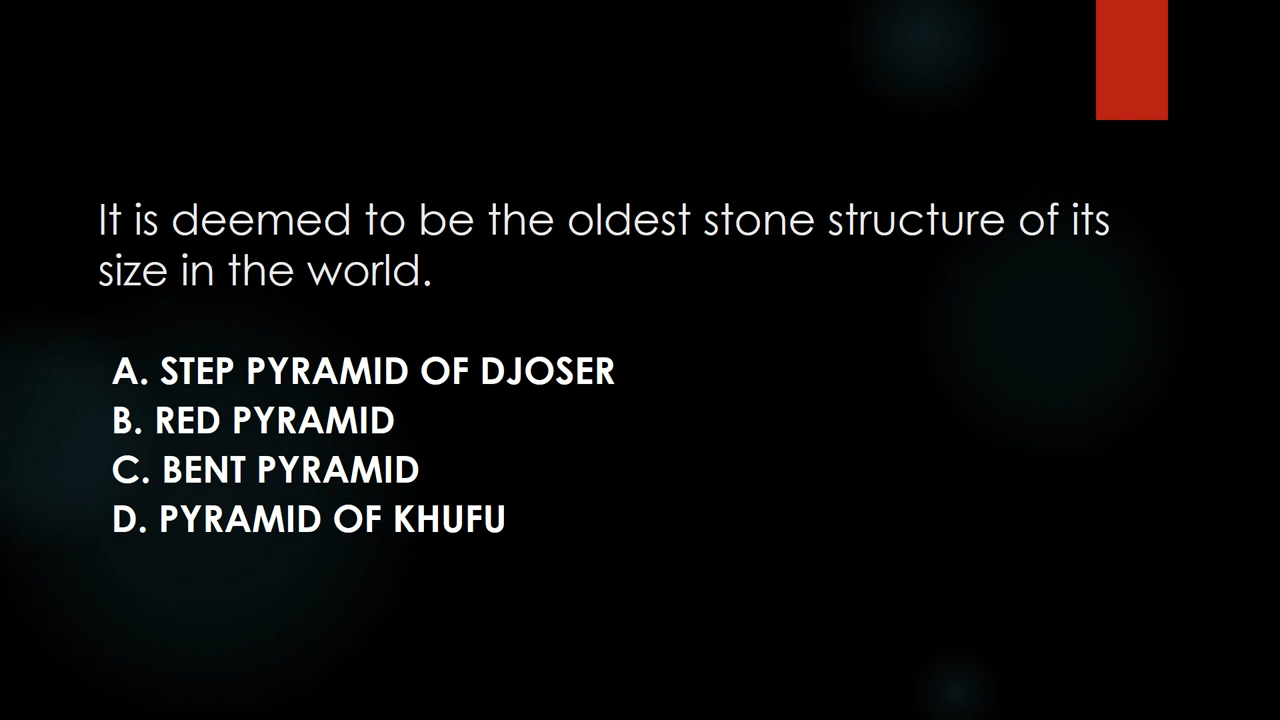 It is deemed to be the oldest stone structure of its
size in the world.
A. STEP PYRAMID OF DJOSER
B. RED PYRAMID
C. BENT PYRAMID
D. PYRAMID OF KHUFU